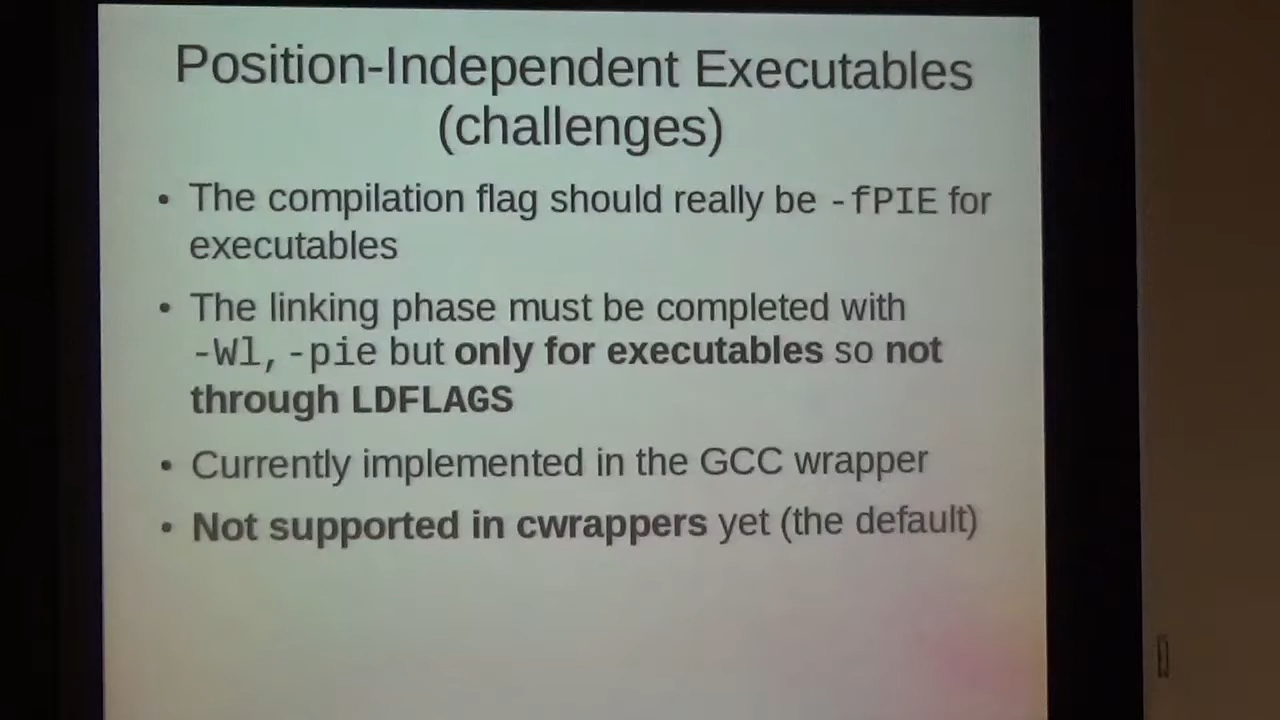 Position-Independent Executables
(challenges)
• The compilation flag should really be -fPIE for
executables
• The linking phase must be completed with
-Wl,-pie but only for executables so not
through LDFLAGS
• Currently implemented in the GCC wrapper
• Not supported in cwrappers yet (the default)